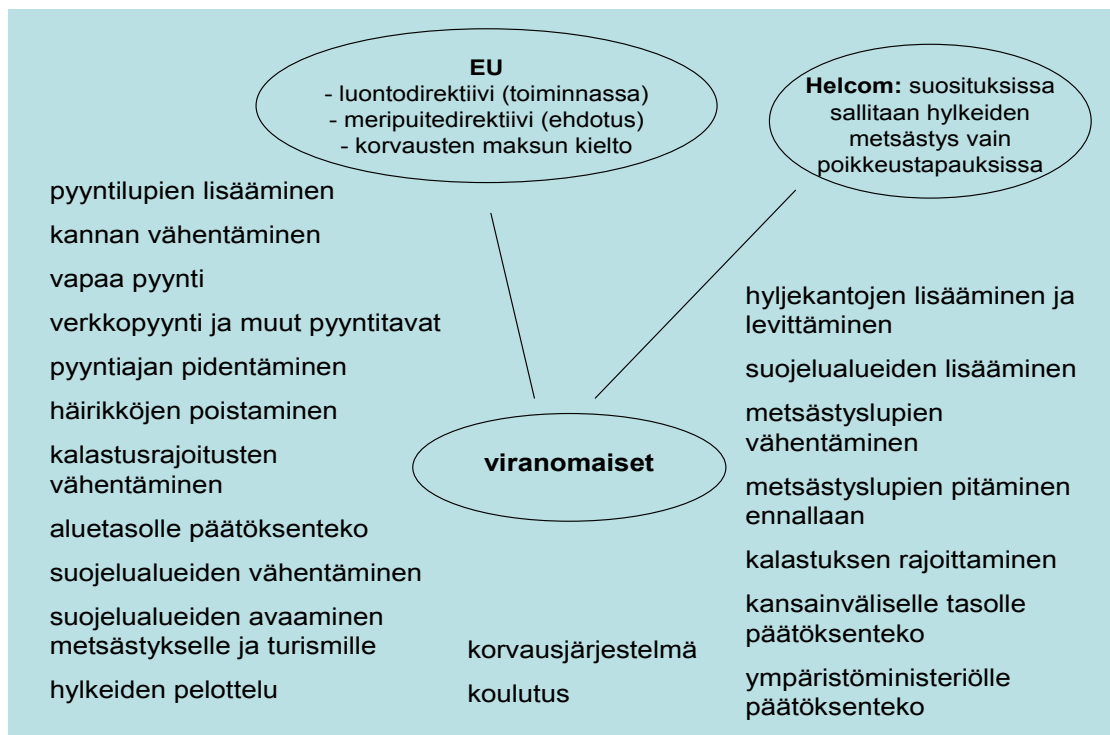 EU
- luontodirektiivi (toiminnassa)
- meripuitedirektiivi (ehdotus)
- korvausten maksun kielto
Helcom: suosituksissa
sallitaan hylkeiden
metsästys vain
poikkeustapauksissa
pyyntilupien lisääminen
kannan vähentäminen
vapaa pyynti
verkkopyynti ja muut pyyntitavat
pyyntiajan pidentäminen
häirikköjen poistaminen
kalastusrajoitusten
vähentäminen
aluetasolle päätöksenteko
suojelualueiden vähentäminen
suojelualueiden avaaminen
metsästykselle ja turismille
hylkeiden pelottelu
viranomaiset
korvausjärjestelmä
koulutus
hyljekantojen lisääminen ja
levittäminen
suojelualueiden lisääminen
metsästyslupien
vähentäminen
metsästyslupien pitäminen
ennallaan
kalastuksen rajoittaminen
kansainväliselle tasolle
päätöksenteko
ympäristöministeriölle
päätöksenteko